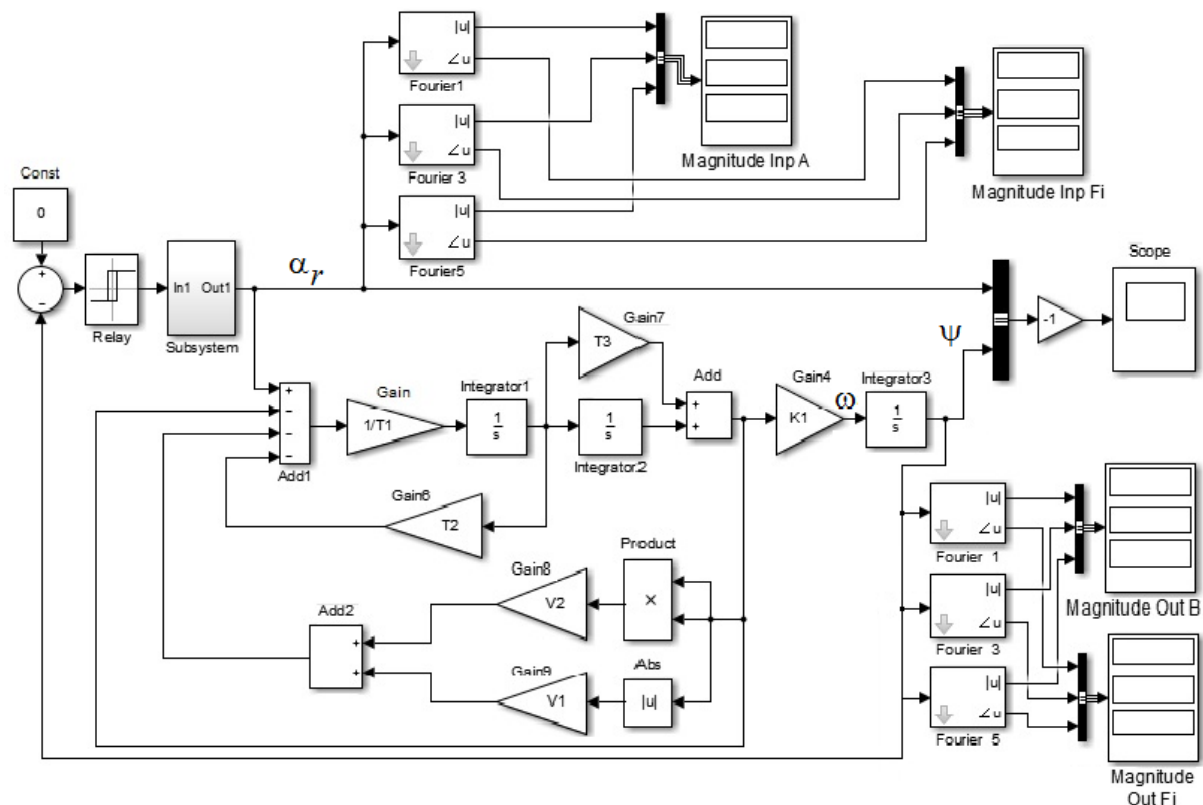 |u|
∠u
Fourier1
|u|
∠u
Fourier 3
|u|
∠u
Fourier5
Magnitude Inp A
Magnitude Inp Fi
Const
0
+
−
Relay
In1 Out1
Subsystem
αr
Scope
-1
ψ
+
−
−
−
Add1
Gain
1/T1
Integrator1
1
s
Gain7
T3
1
s
Integrator2
Add
+
+
Gain4
K1
ω
Integrator3
1
s
Gain6
T2
Product
×
Gain8
V2
Add2
+
+
Gain9
V1
Abs
|u|
|u|
∠u
Fourier 1
|u|
∠u
Fourier 3
|u|
∠u
Fourier 5
Magnitude Out B
Magnitude
Out Fi